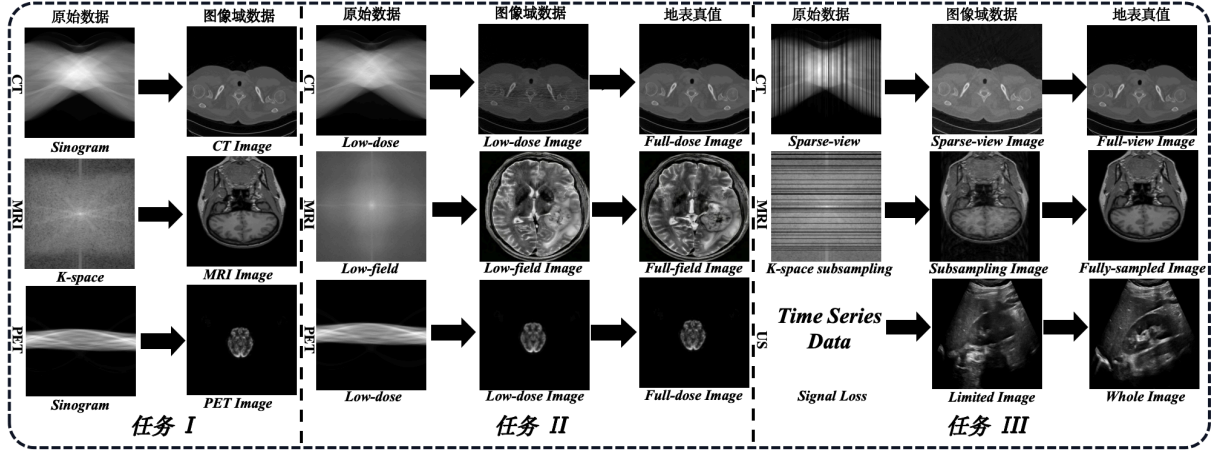 原始数据 图像域数据 原始数据 图像域数据 地表真值 原始数据 图像域数据 地表真值
CT CT CT
Sinogram CT Image Low-dose Low-dose Image Full-dose Image Sparse-view Sparse-view Image Full-view Image
MRI MRI MRI
K-space MRI Image Low-field Low-field Image Full-field Image K-space subsampling Subsampling Image Fully-sampled Image
PET PET US
Time Series
Data
Sinogram PET Image Low-dose Low-dose Image Full-dose Image Signal Loss Limited Image Whole Image
任务 I 任务 II 任务 III